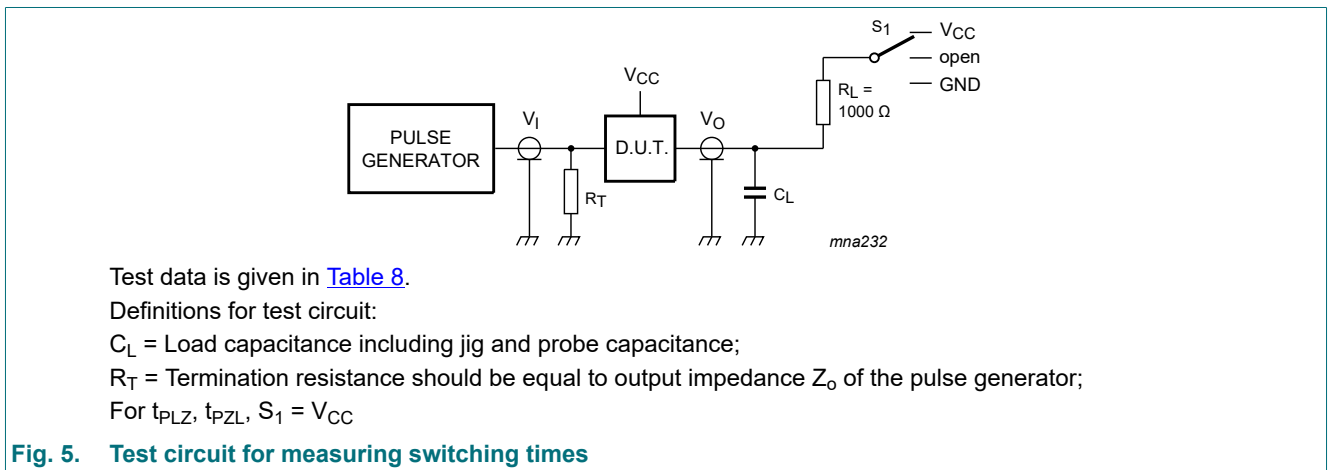 S1
VCC
open
GND
VCC
RL =
1000 Ω
PULSE
GENERATOR
VI
D.U.T.
VO
RT
CL
mna232
Test data is given in Table 8.
Definitions for test circuit:
CL = Load capacitance including jig and probe capacitance;
RT = Termination resistance should be equal to output impedance Zo of the pulse generator;
For tPLZ, tPZL, S1 = VCC
Fig. 5. Test circuit for measuring switching times